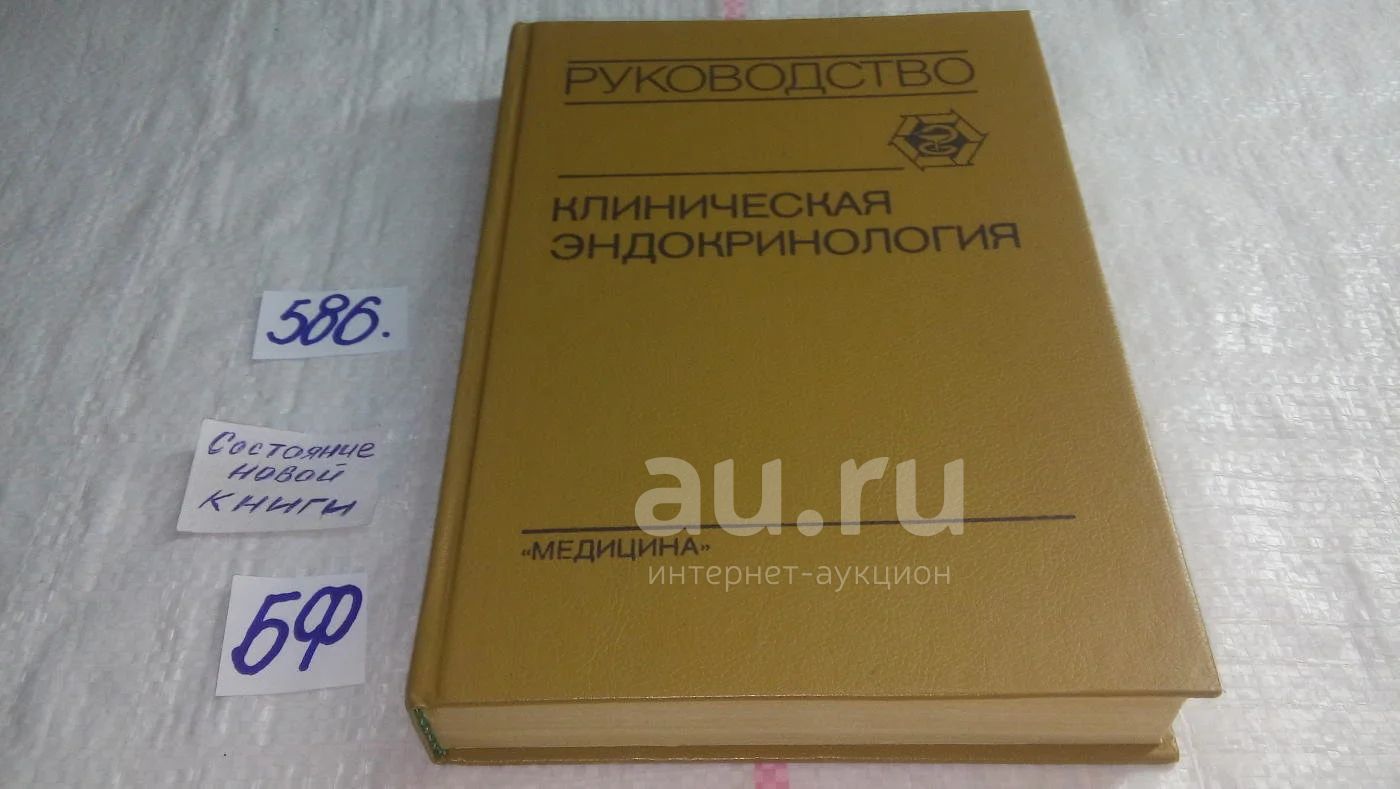 РУКОВОДСТВО
КЛИНИЧЕСКАЯ
ЭНДОКРИНОЛОГИЯ
«МЕДИЦИНА»
586.
Состояние
новой
книги
БФ
au.ru
интернет-аукцион